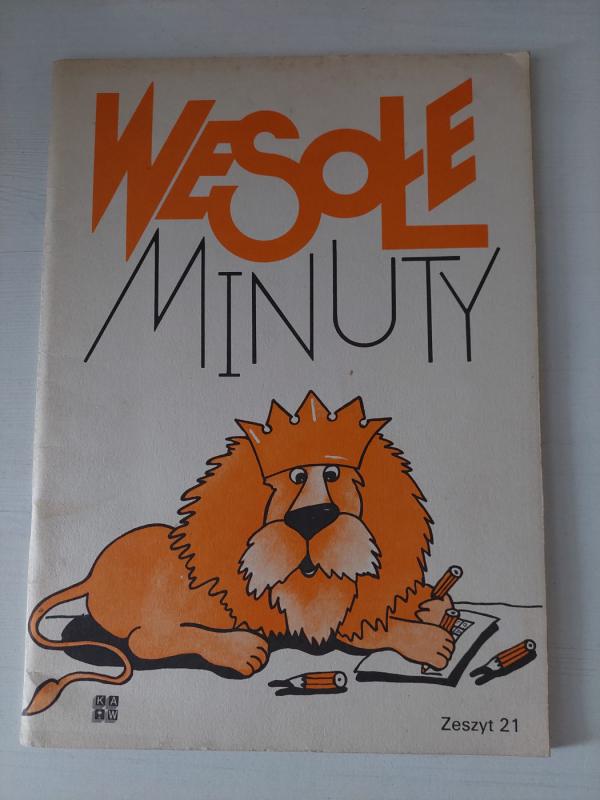 WESOŁE
MINUTY
K A
W
Zeszyt 21